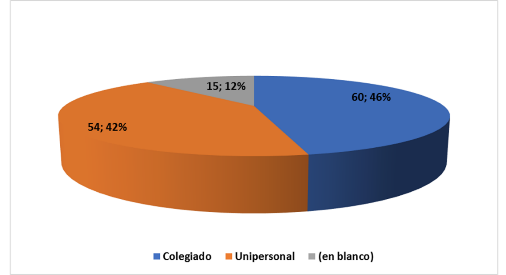 15; 12%
60; 46%
54; 42%
Colegiado Unipersonal (en blanco)